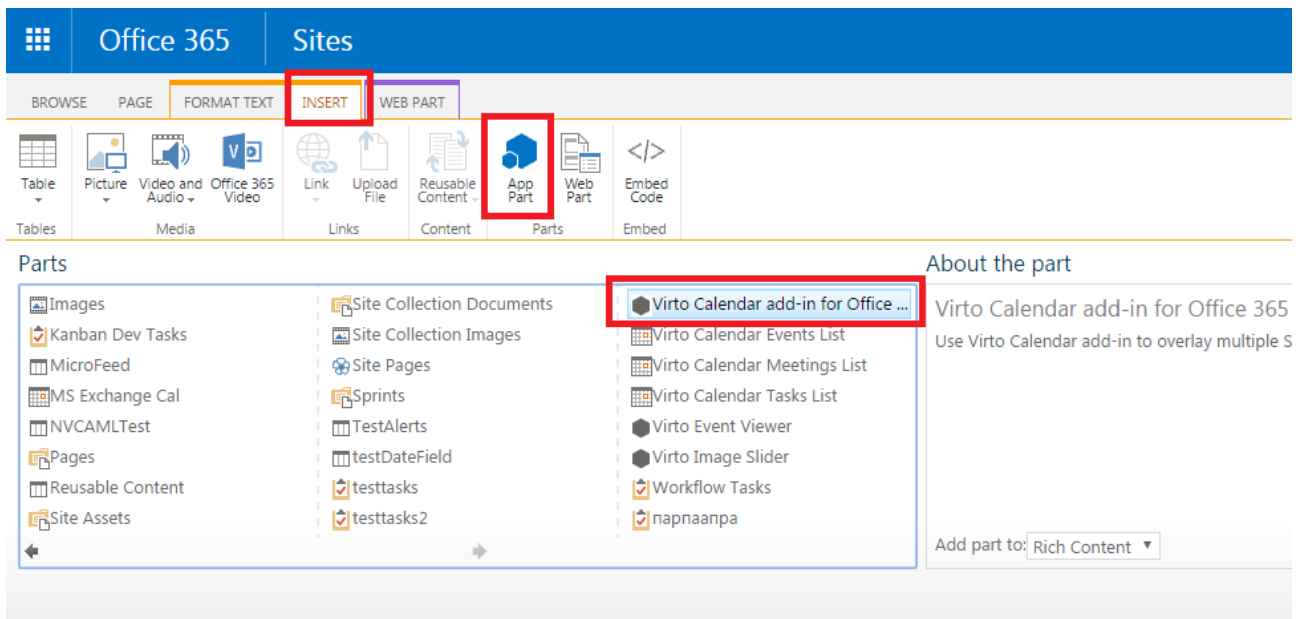 Office 365 Sites
BROWSE PAGE FORMAT TEXT INSERT WEB PART
Table Picture Video and Audio Office 365 Video Link Upload File Reusable Content App Part Web Part Embed Code
Tables Media Links Content Parts Embed
Parts
Images
Kanban Dev Tasks
MicroFeed
MS Exchange Cal
NVCAMLTest
Pages
Reusable Content
Site Assets
Site Collection Documents
Site Collection Images
Site Pages
Sprints
TestAlerts
testDateField
testtasks
testtasks2
Virto Calendar add-in for Office ...
Virto Calendar Events List
Virto Calendar Meetings List
Virto Calendar Tasks List
Virto Event Viewer
Virto Image Slider
Workflow Tasks
парпаапра
About the part
Virto Calendar add-in for Office 365
Use Virto Calendar add-in to overlay multiple S
Add part to: Rich Content